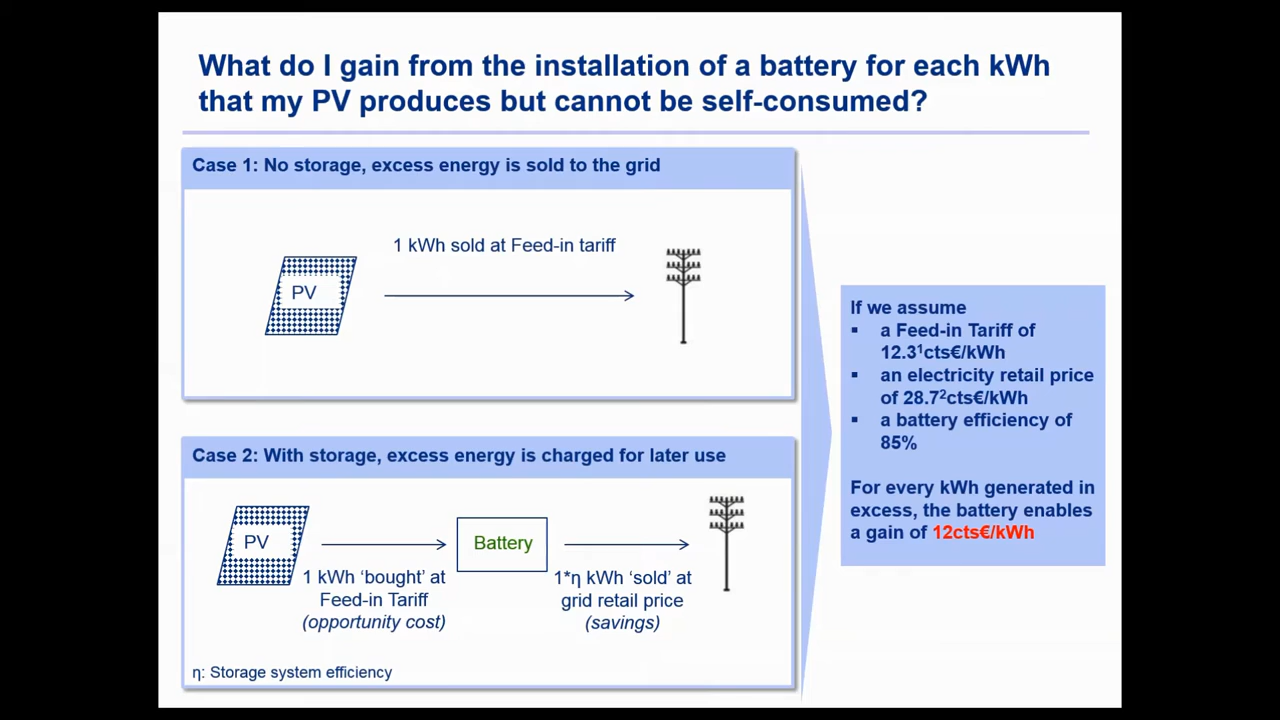 What do I gain from the installation of a battery for each kWh
that my PV produces but cannot be self-consumed?
Case 1: No storage, excess energy is sold to the grid
1 kWh sold at Feed-in tariff
PV
Case 2: With storage, excess energy is charged for later use
PV
Battery
1 kWh ‘bought’ at
Feed-in Tariff
(opportunity cost)
1*η kWh ‘sold’ at
grid retail price
(savings)
η: Storage system efficiency
If we assume
▪ a Feed-in Tariff of
12.3¹cts€/kWh
▪ an electricity retail price
of 28.7²cts€/kWh
▪ a battery efficiency of
85%
For every kWh generated in
excess, the battery enables
a gain of 12cts€/kWh